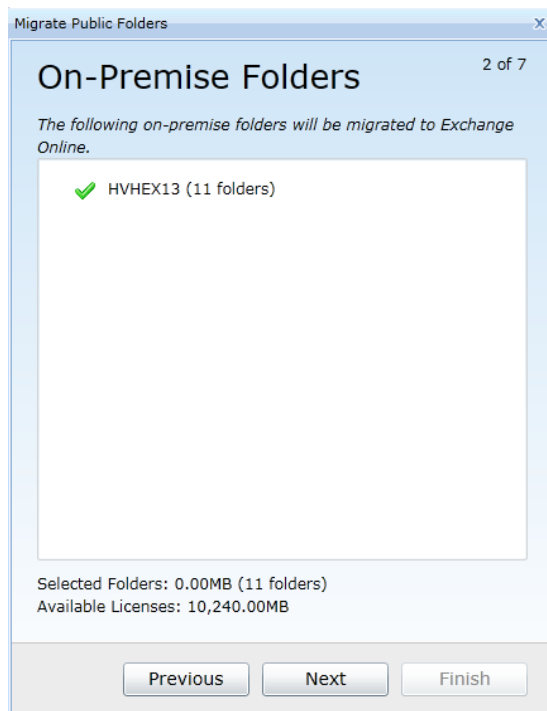 Migrate Public Folders x
On-Premise Folders 2 of 7
The following on-premise folders will be migrated to Exchange
Online.
HVHEX13 (11 folders)
Selected Folders: 0.00MB (11 folders)
Available Licenses: 10,240.00MB
Previous Next Finish